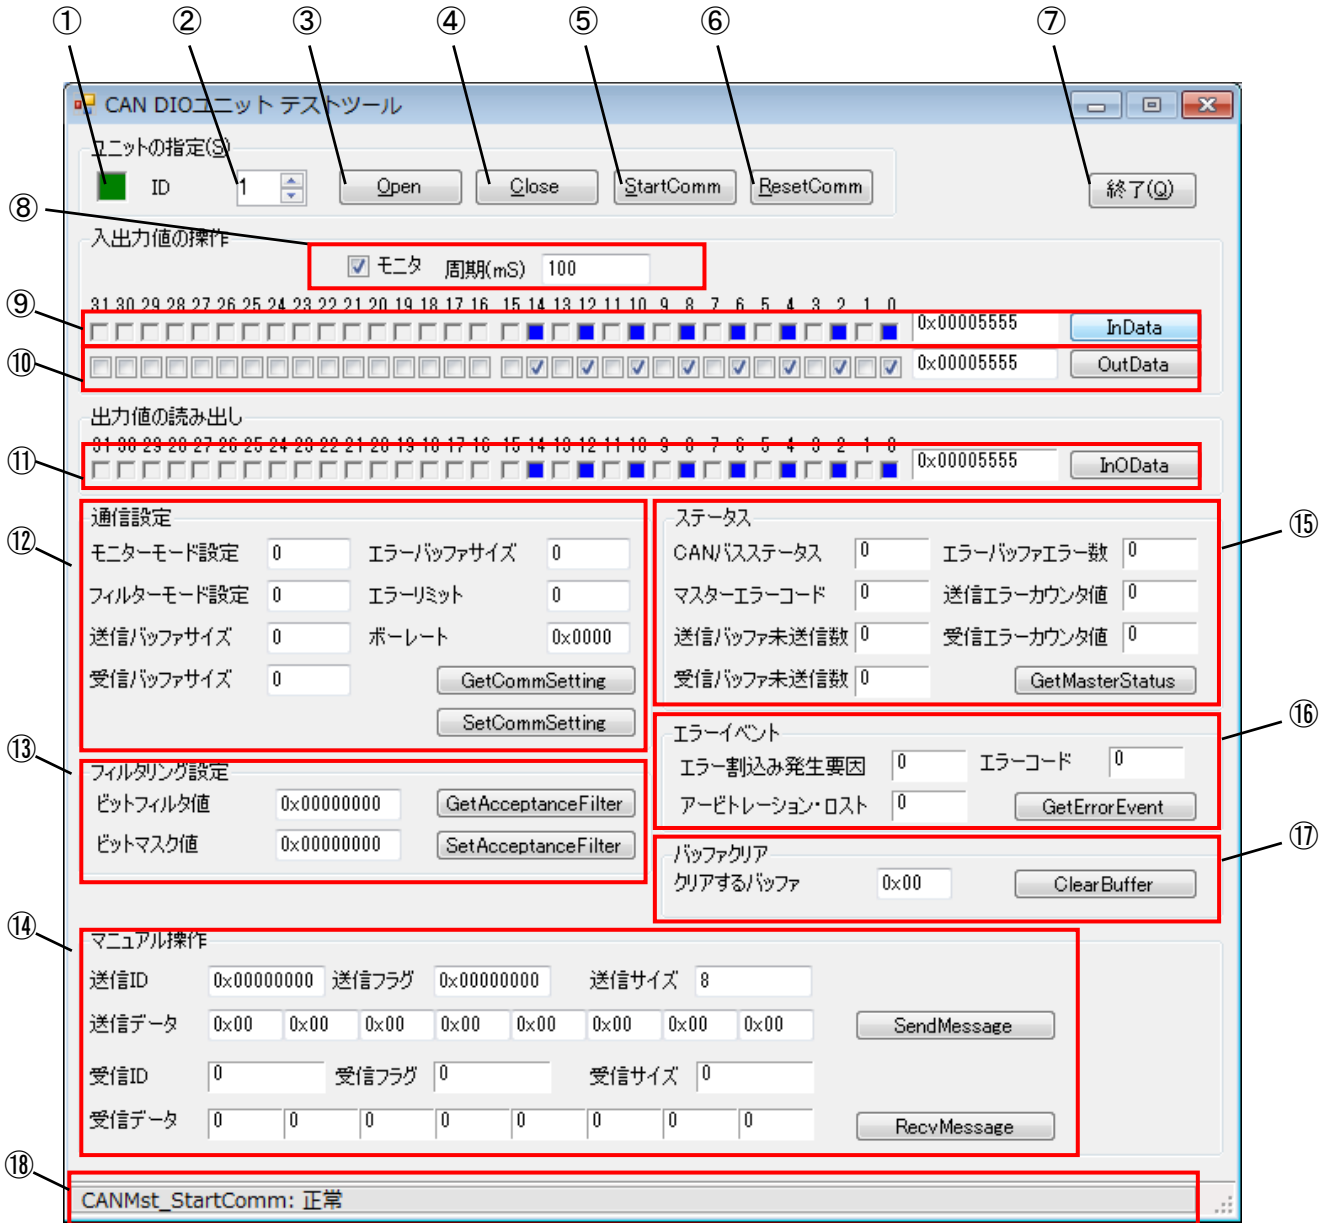 ① ② ③ ④ ⑤ ⑥ ⑦
CAN DIOユニット テストツール
ユニットの指定(S)
ID 1 Open Close StartComm ResetComm 終了(Q)
⑧
入出力値の操作
モニタ 周期(mS) 100
⑨
31 30 29 28 27 26 25 24 23 22 21 20 19 18 17 16 15 14 13 12 11 10 9 8 7 6 5 4 3 2 1 0
0x00005555 InData
⑩ 0x00005555 OutData
出力値の読み出し
31 30 29 28 27 26 25 24 23 22 21 20 19 18 17 16 15 14 13 12 11 10 9 8 7 6 5 4 3 2 1 0
⑪ 0x00005555 InOData
⑫
通信設定
モニターモード設定 0 エラーバッファサイズ 0
フィルターモード設定 0 エラーリミット 0
送信バッファサイズ 0 ボーレート 0x0000
受信バッファサイズ 0 GetCommSetting
SetCommSetting
⑮
ステータス
CANバスステータス 0 エラーバッファエラー数 0
マスターエラーコード 0 送信エラーカウンタ値 0
送信バッファ未送信数 0 受信エラーカウンタ値 0
受信バッファ未送信数 0 GetMasterStatus
⑬
フィルタリング設定
ビットフィルタ値 0x00000000 GetAcceptanceFilter
ビットマスク値 0x00000000 SetAcceptanceFilter
⑯
エラーイベント
エラー割込み発生要因 0 エラーコード 0
アービトレーション・ロスト 0 GetErrorEvent
⑰
バッファクリア
クリアするバッファ 0x00 ClearBuffer
⑭
マニュアル操作
送信ID 0x00000000 送信フラグ 0x00000000 送信サイズ 8
送信データ 0x00 0x00 0x00 0x00 0x00 0x00 0x00 0x00 SendMessage
受信ID 0 受信フラグ 0 受信サイズ 0
受信データ 0 0 0 0 0 0 0 0 RecvMessage
⑱
CANMst_StartComm: 正常